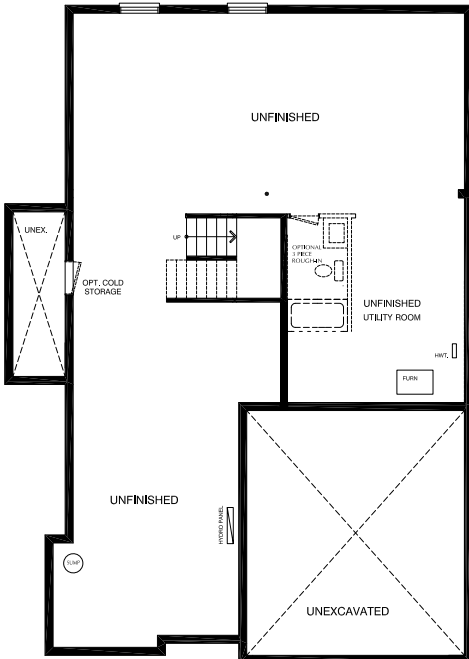 UNFINISHED
UNEX.
UP
OPTIONAL
3 PIECE
ROUGH-IN
OPT. COLD
STORAGE
UNFINISHED
UTILITY ROOM
HWT.
FURN
UNFINISHED
HYDRO PANEL
SUMP
UNEXCAVATED